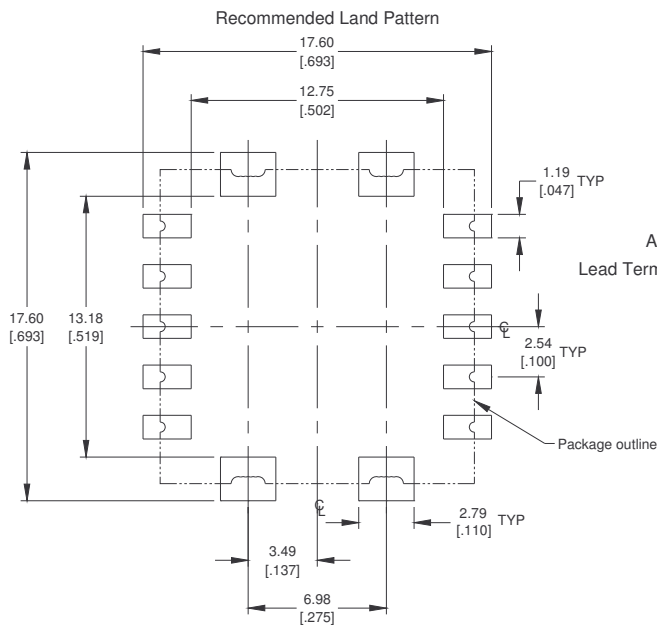 Recommended Land Pattern
17.60
[.693]
12.75
[.502]
1.19 TYP
[.047]
A
Lead Term
17.60
[.693]
13.18
[.519]
℄
2.54 TYP
[.100]
Package outline
℄
2.79 TYP
[.110]
3.49
[.137]
6.98
[.275]